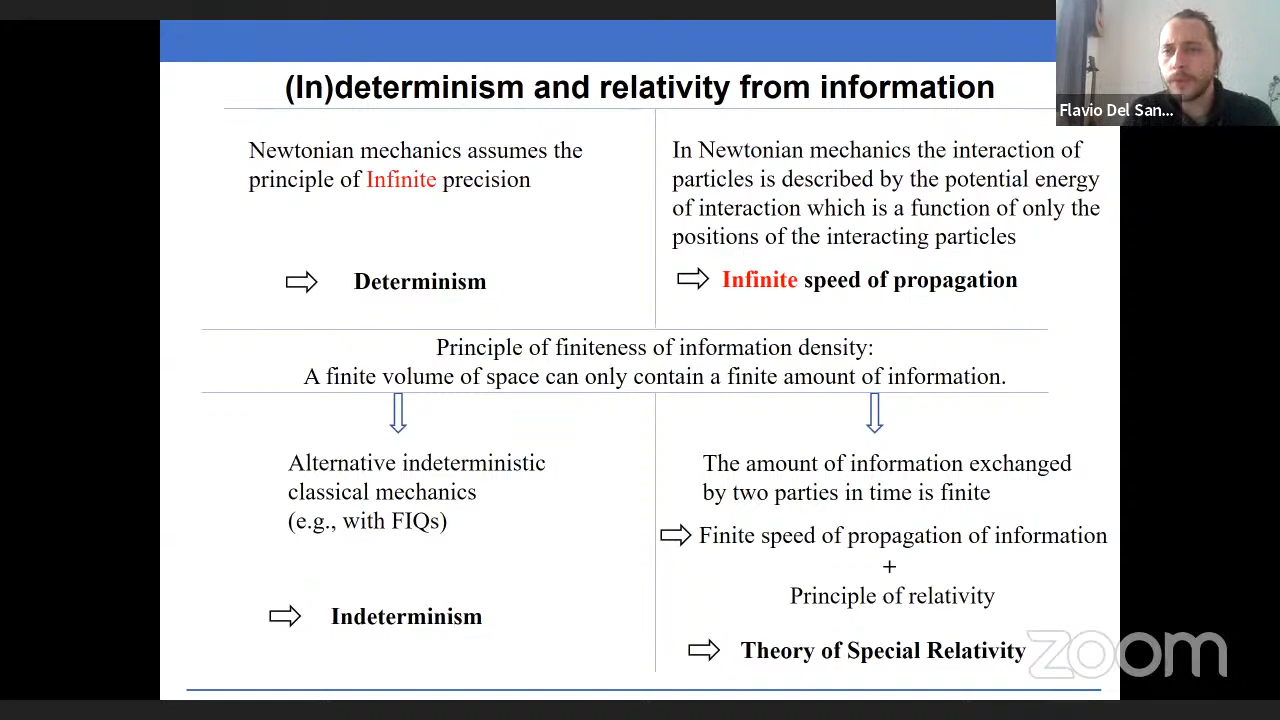 (In)determinism and relativity from information
Flavio Del San...
Newtonian mechanics assumes the
principle of Infinite precision
⇨ Determinism
In Newtonian mechanics the interaction of
particles is described by the potential energy
of interaction which is a function of only the
positions of the interacting particles
⇨ Infinite speed of propagation
Principle of finiteness of information density:
A finite volume of space can only contain a finite amount of information.
Alternative indeterministic
classical mechanics
(e.g., with FIQs)
⇨ Indeterminism
The amount of information exchanged
by two parties in time is finite
⇨ Finite speed of propagation of information
+
Principle of relativity
⇨ Theory of Special Relativity
zoom